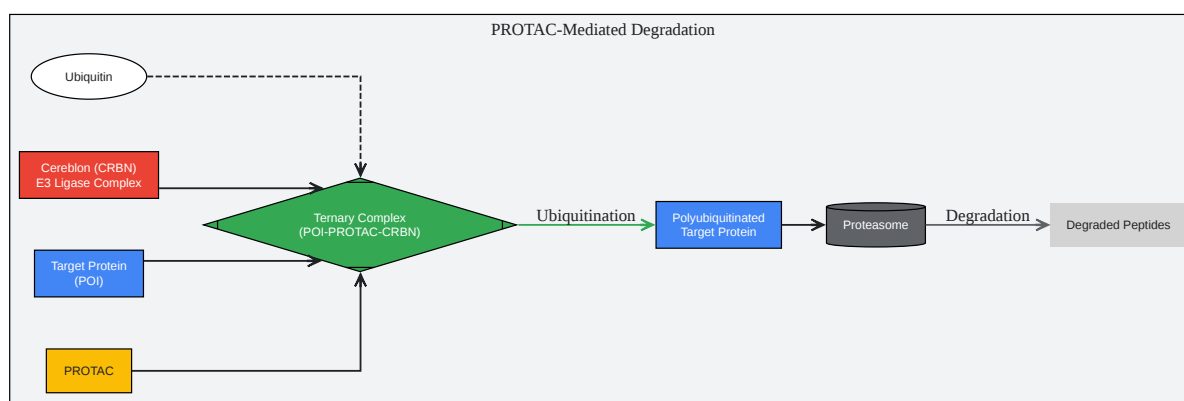 PROTAC-Mediated Degradation
Ubiquitin
Cereblon (CRBN)
E3 Ligase Complex
Target Protein
(POI)
PROTAC
Ternary Complex
(POI-PROTAC-CRBN)
Ubiquitination
Polyubiquitinated
Target Protein
Proteasome
Degradation
Degraded Peptides